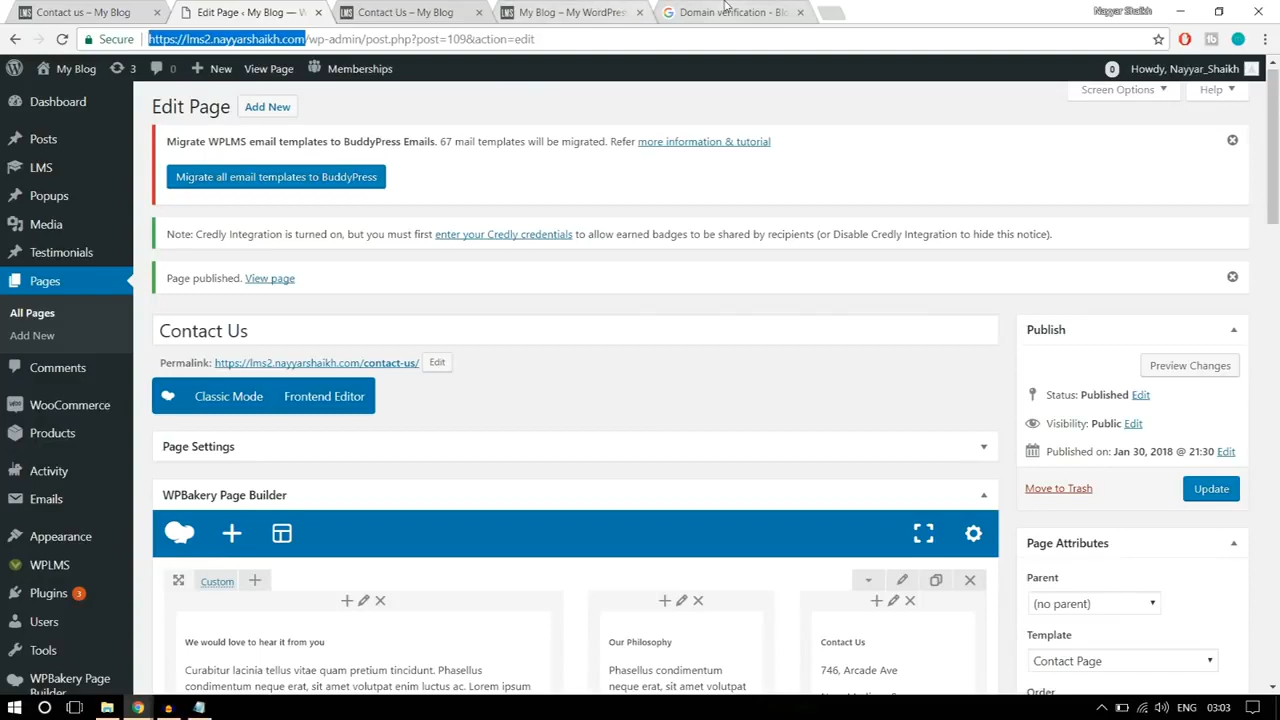 Contact us – My Blog
Edit Page ‹ My Blog — W
Contact Us – My Blog
My Blog – My WordPress
Domain verification - Blo
Nayyar Shaikh
Secure
https://lms2.nayyarshaikh.com/wp-admin/post.php?post=109&action=edit
My Blog
3
New
View Page
Memberships
0
Howdy, Nayyar_Shaikh
Dashboard
Posts
LMS
Popups
Media
Testimonials
Pages
All Pages
Add New
Comments
WooCommerce
Products
Activity
Emails
Appearance
WPLMS
Plugins 3
Users
Tools
WPBakery Page
Builder
Edit Page
Add New
Screen Options
Help
Migrate WPLMS email templates to BuddyPress Emails. 67 mail templates will be migrated. Refer more information & tutorial
Migrate all email templates to BuddyPress
Note: Credly Integration is turned on, but you must first enter your Credly credentials to allow earned badges to be shared by recipients (or Disable Credly Integration to hide this notice).
Page published. View page
Contact Us
Permalink: https://lms2.nayyarshaikh.com/contact-us/ Edit
Classic Mode
Frontend Editor
Page Settings
WPBakery Page Builder
Custom
We would love to hear it from you
Curabitur lacinia tellus vitae quam pretium tincidunt. Phasellus
condimentum neque erat, sit amet volutpat enim luctus ac. Lorem ipsum
Our Philosophy
Phasellus condimentum
neque erat, sit amet volutpat
Contact Us
746, Arcade Ave
Publish
Preview Changes
Status: Published Edit
Visibility: Public Edit
Published on: Jan 30, 2018 @ 21:30 Edit
Move to Trash
Update
Page Attributes
Parent
(no parent)
Template
Contact Page
Order
ENG
03:03